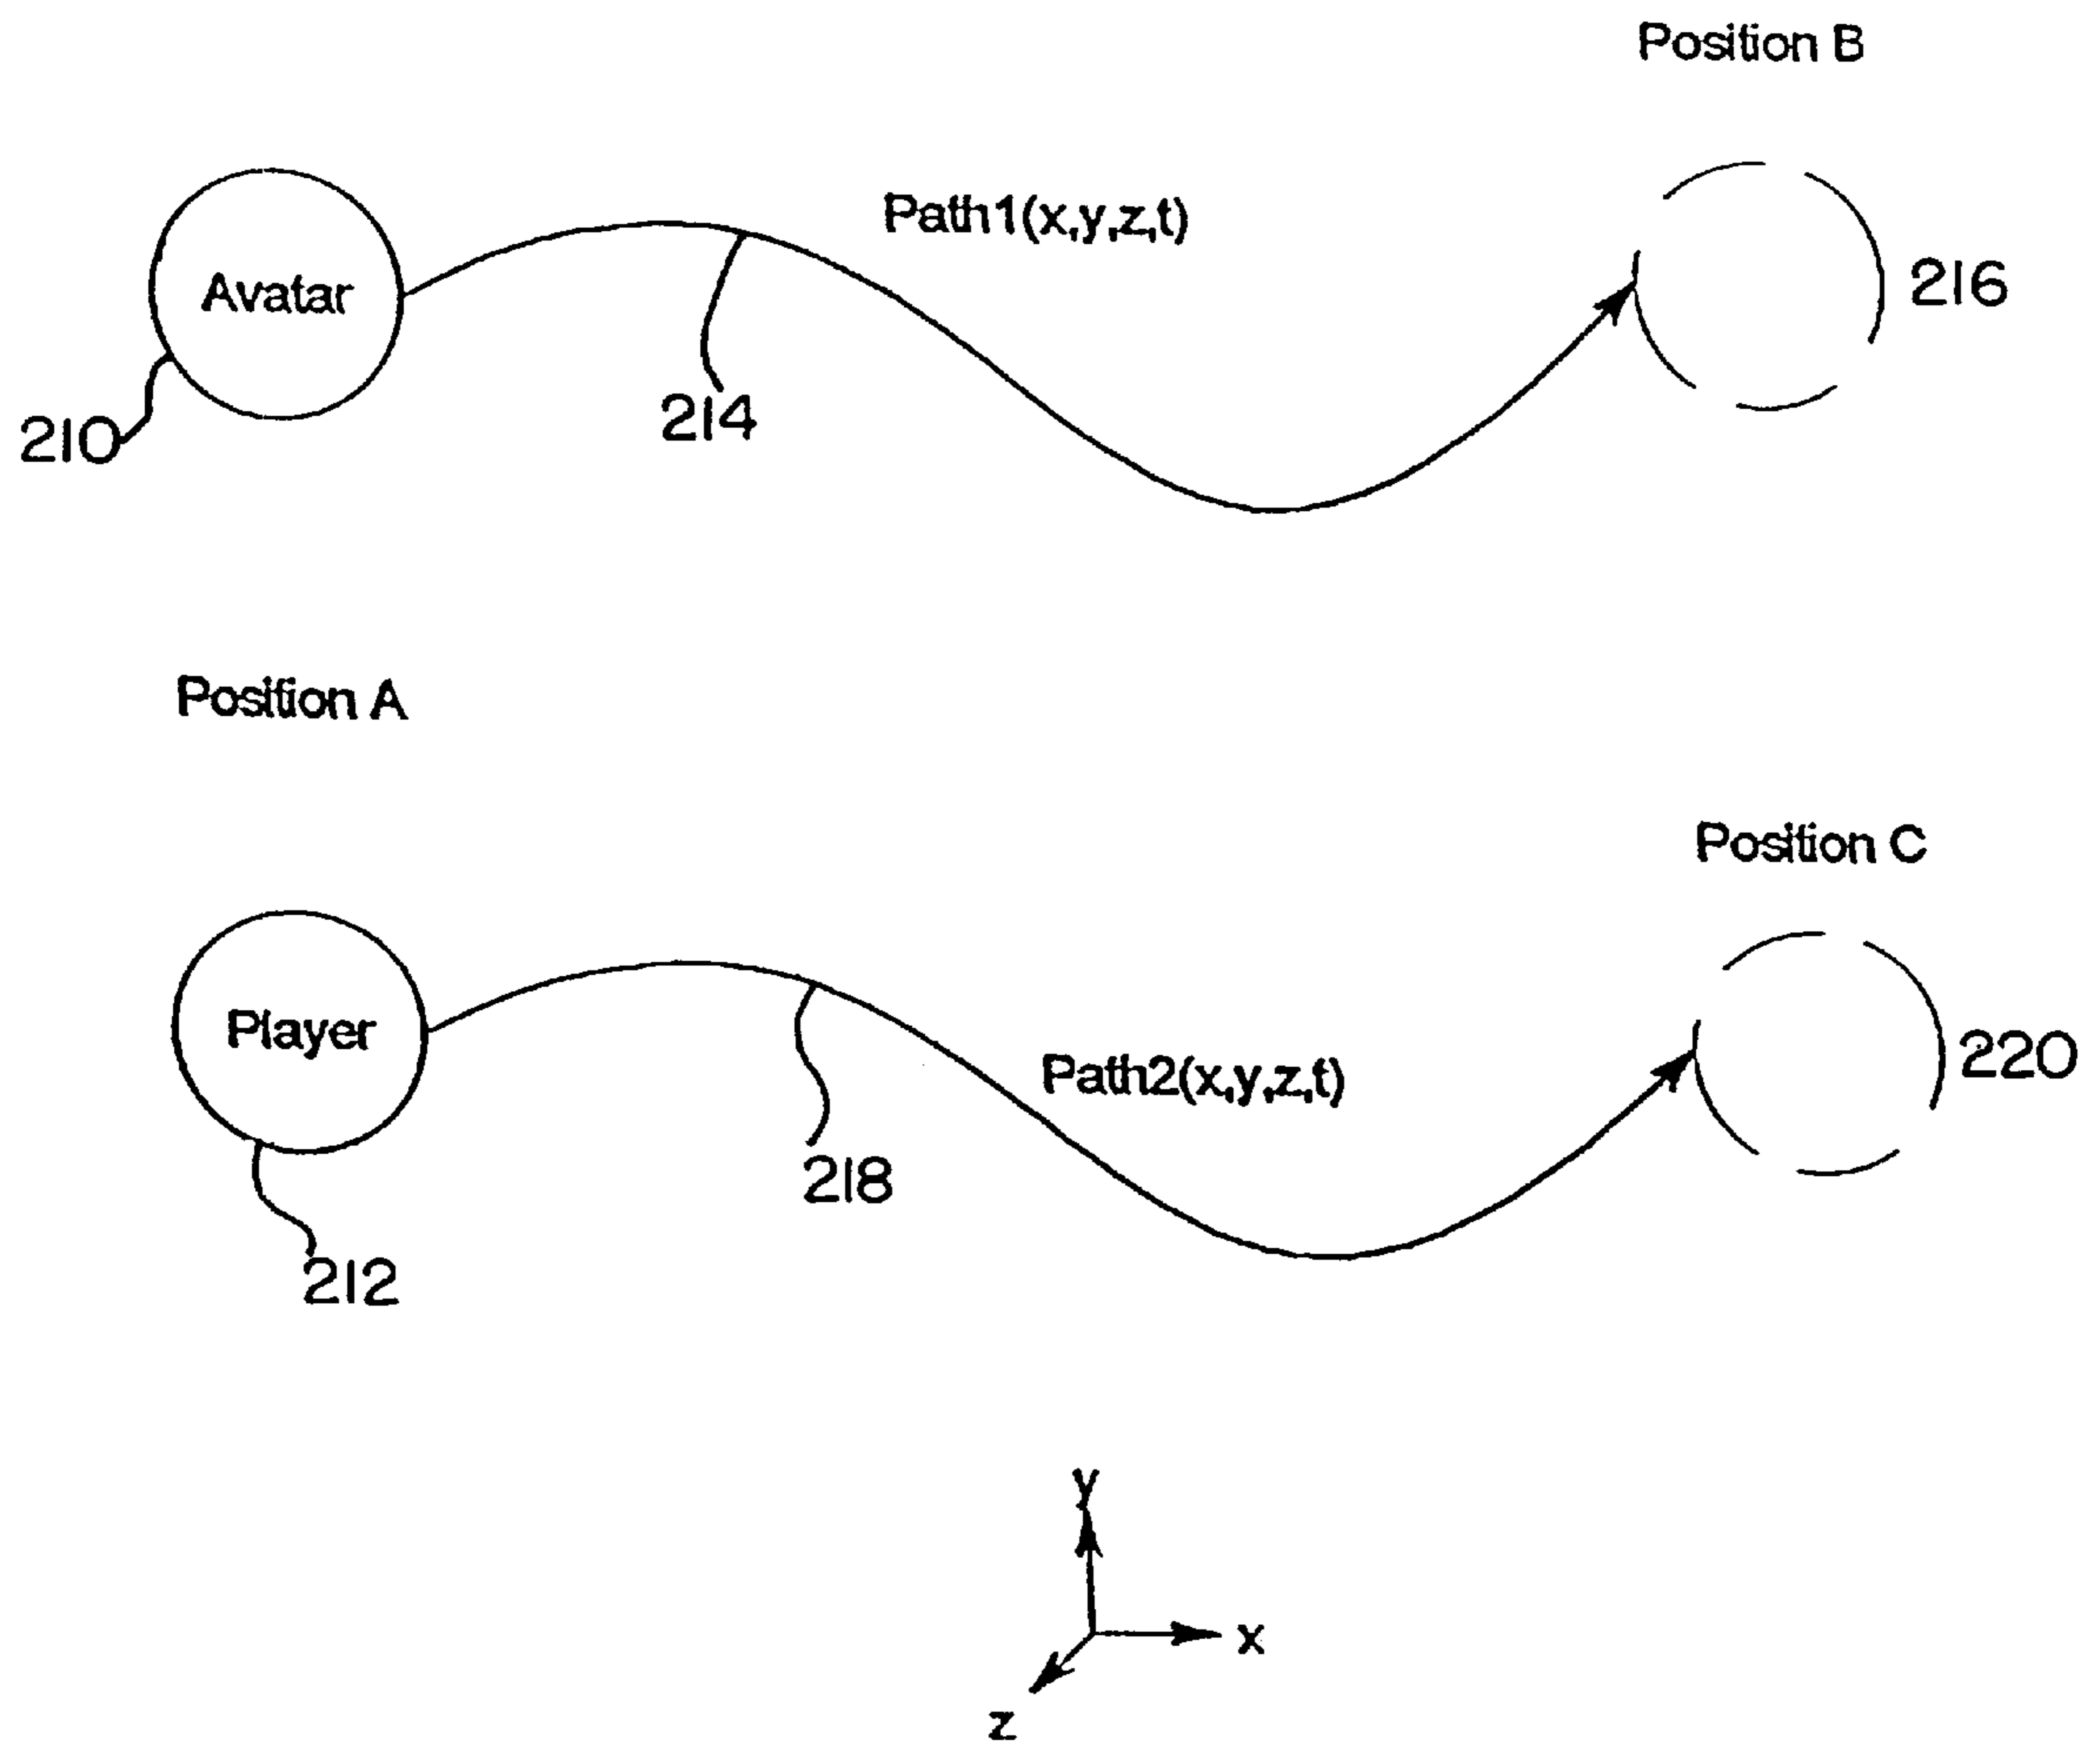 Position B
Path1(x,y,z,t)
Avatar
216
214
210
Position A
Position C
Player
Path2(x,y,z,t)
220
218
212
y
x
z